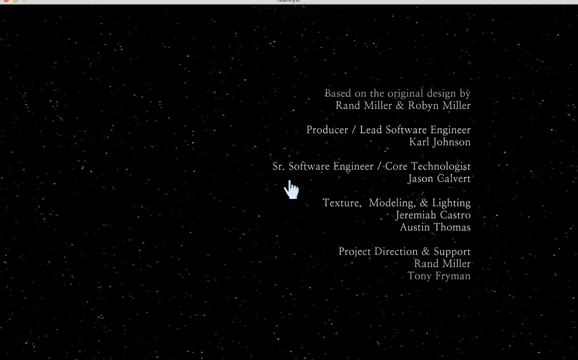 Based on the original design by
Rand Miller & Robyn Miller
Producer / Lead Software Engineer
Karl Johnson
Sr. Software Engineer / Core Technologist
Jason Calvert
Texture, Modeling, & Lighting
Jeremiah Castro
Austin Thomas
Project Direction & Support
Rand Miller
Tony Fryman